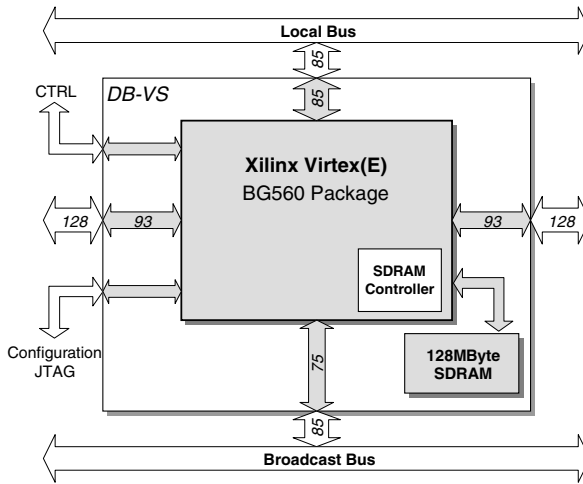 Local Bus
85
CTRL
DB-VS
85
Xilinx Virtex(E)
BG560 Package
128
93
93
128
SDRAM
Controller
Configuration
JTAG
75
128MByte
SDRAM
85
Broadcast Bus